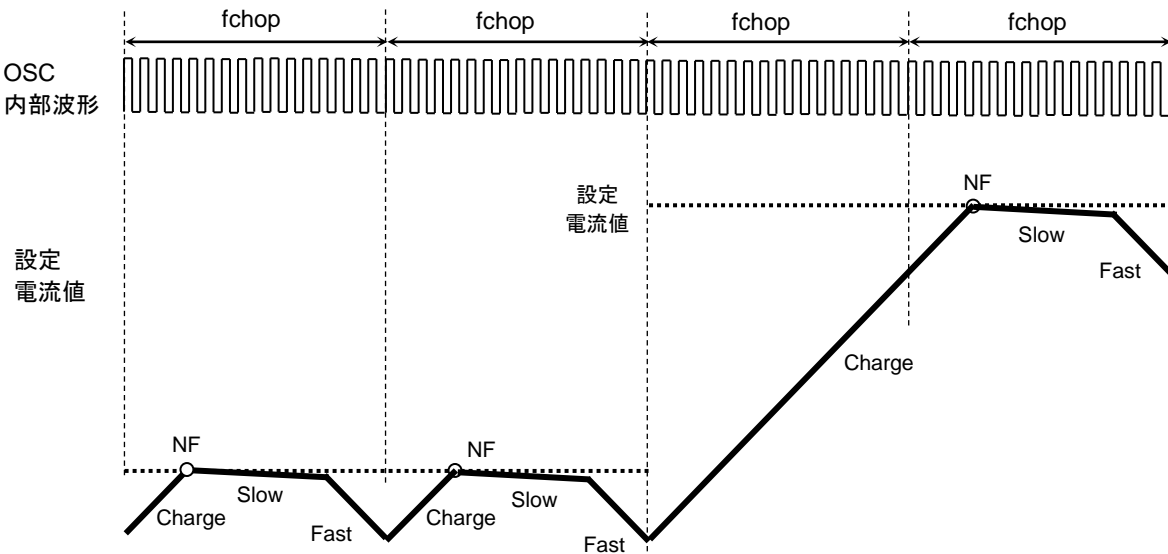 fchop
fchop
fchop
fchop
OSC
内部波形
設定
電流値
NF
Slow
Fast
設定
電流値
Charge
NF
Slow
Charge
Fast
NF
Slow
Charge
Fast